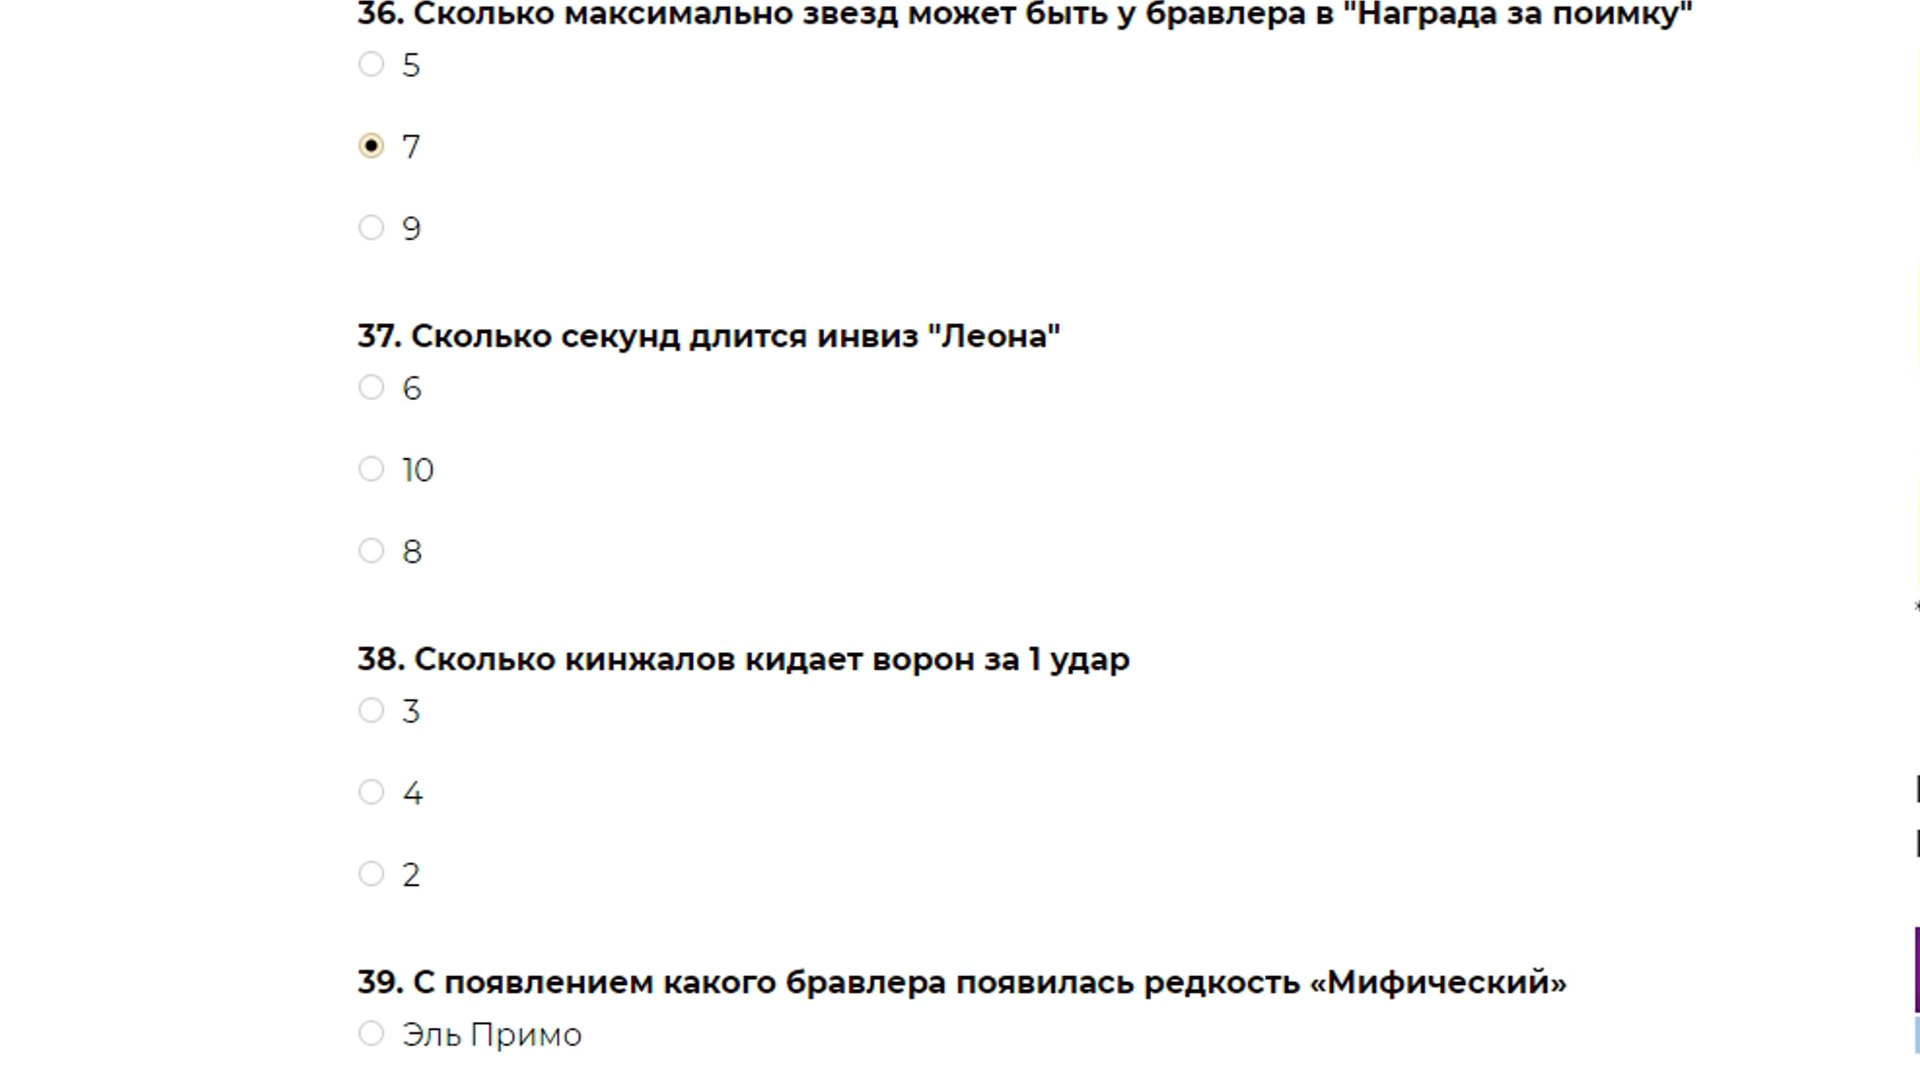 36. Сколько максимально звезд может быть у бравлера в "Награда за поимку"
5
7
9
37. Сколько секунд длится инвиз "Леона"
6
10
8
38. Сколько кинжалов кидает ворон за 1 удар
3
4
2
39. С появлением какого бравлера появилась редкость «Мифический»
Эль Примо